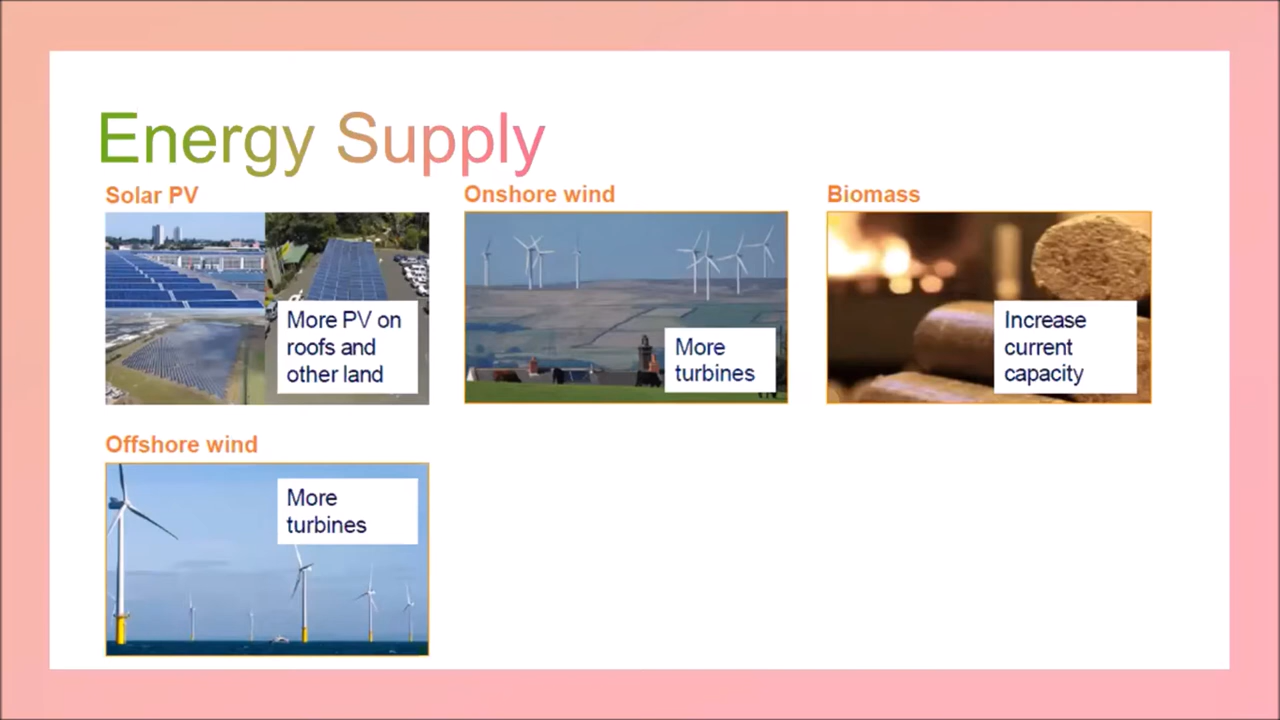 Energy Supply
Solar PV
More PV on
roofs and
other land
Onshore wind
More
turbines
Biomass
Increase
current
capacity
Offshore wind
More
turbines